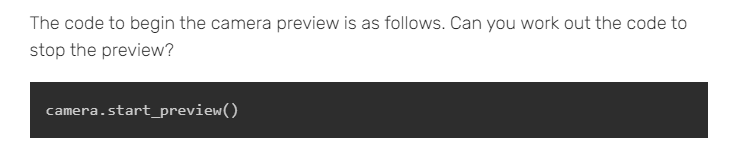 The code to begin the camera preview is as follows. Can you work out the code to
stop the preview?
camera.start_preview()